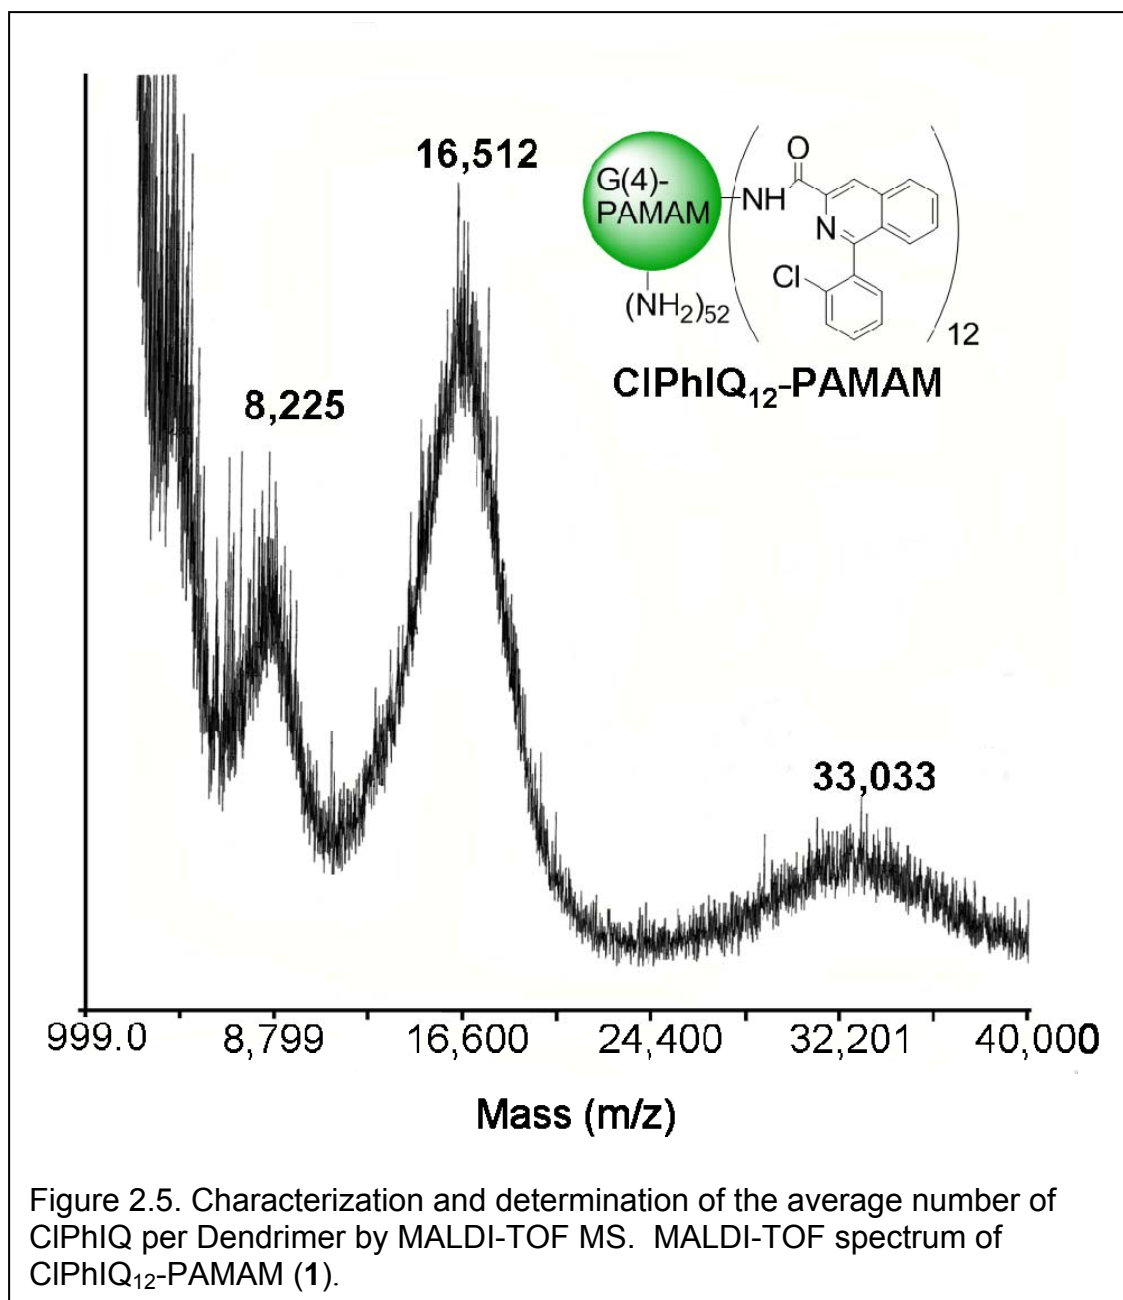 16,512
8,225
33,033
G(4)-
PAMAM
NH
O
N
Cl
(NH2)52
12
ClPhIQ12-PAMAM
999.0 8,799 16,600 24,400 32,201 40,000
Mass (m/z)
Figure 2.5. Characterization and determination of the average number of
ClPhIQ per Dendrimer by MALDI-TOF MS. MALDI-TOF spectrum of
ClPhIQ12-PAMAM (1).